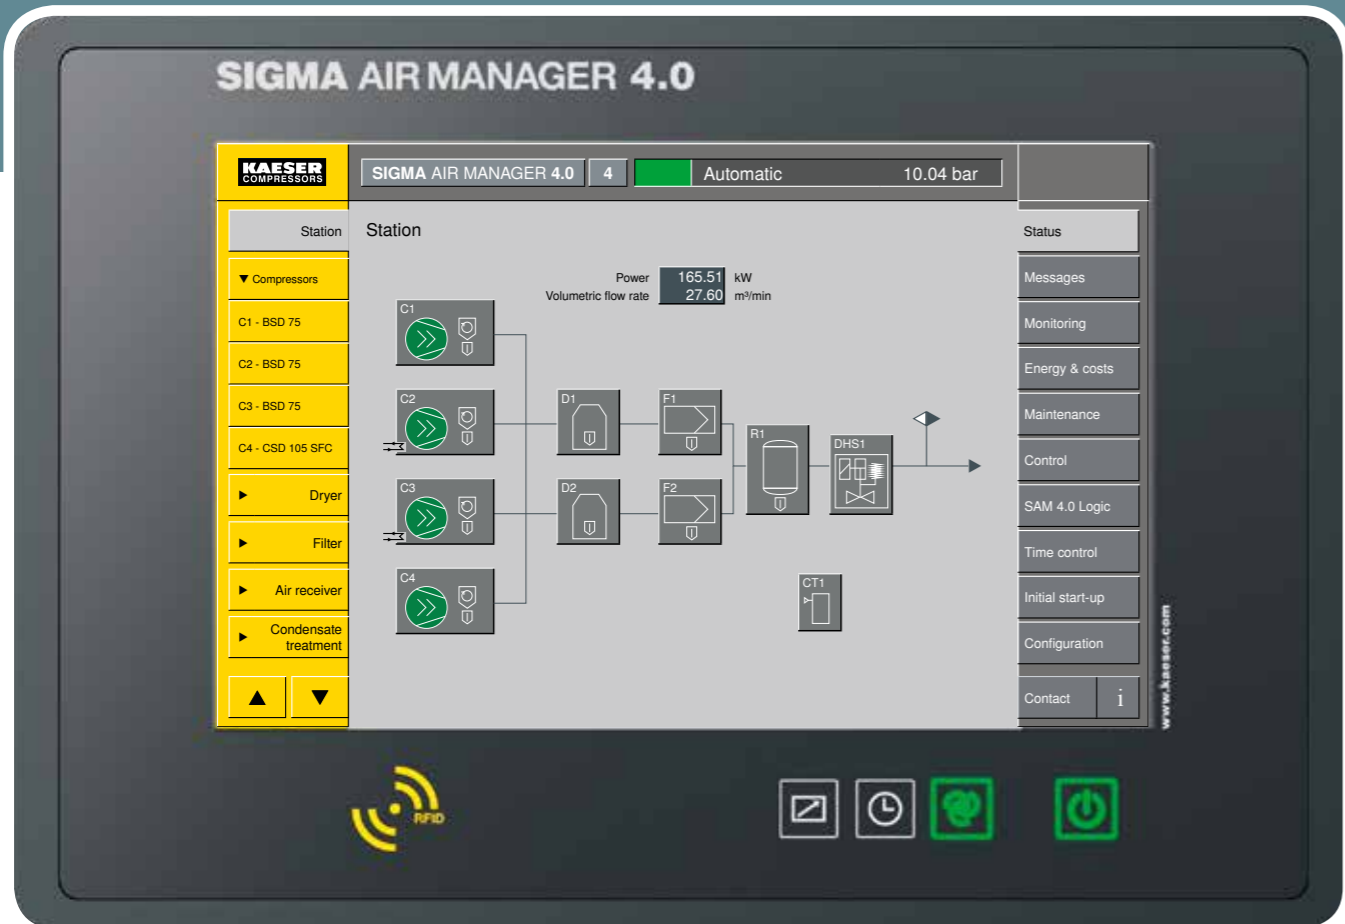 SIGMA AIR MANAGER 4.0
KAESER
COMPRESSORS
SIGMA AIR MANAGER 4.0
4
Automatic
10.04 bar
Station
▼ Compressors
C1 - BSD 75
C2 - BSD 75
C3 - BSD 75
C4 - CSD 105 SFC
Dryer
Filter
Air receiver
Condensate
treatment
Station
Power 165.51 kW
Volumetric flow rate 27.60 m³/min
C1
C2
D1
F1
R1
DHS1
C3
D2
F2
C4
CT1
Status
Messages
Monitoring
Energy & costs
Maintenance
Control
SAM 4.0 Logic
Time control
Initial start-up
Configuration
Contact
i
www.kaeser.com
RFID